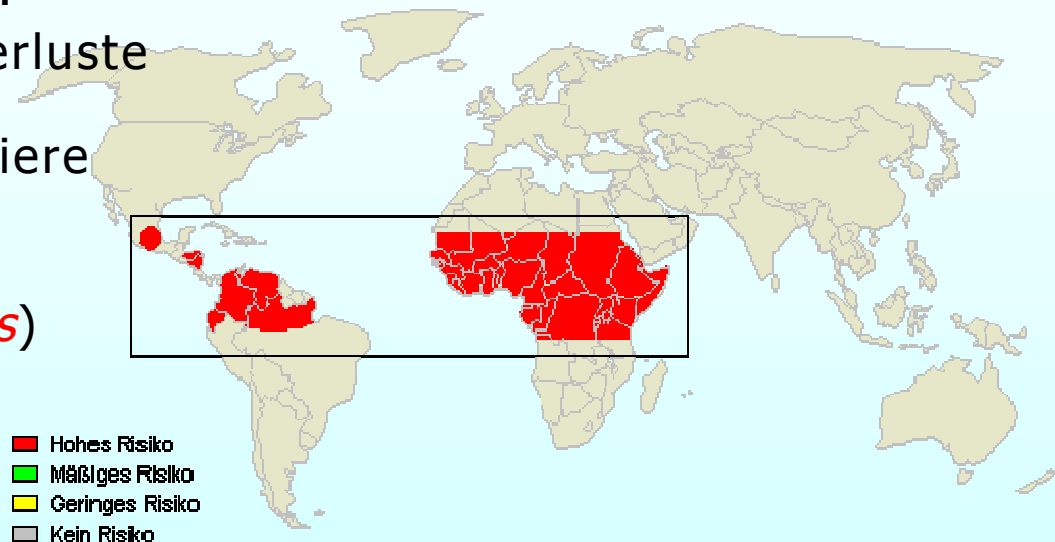 erluste
iere
s)
Hohes Risiko
Mäßiges Risiko
Geringes Risiko
Kein Risiko